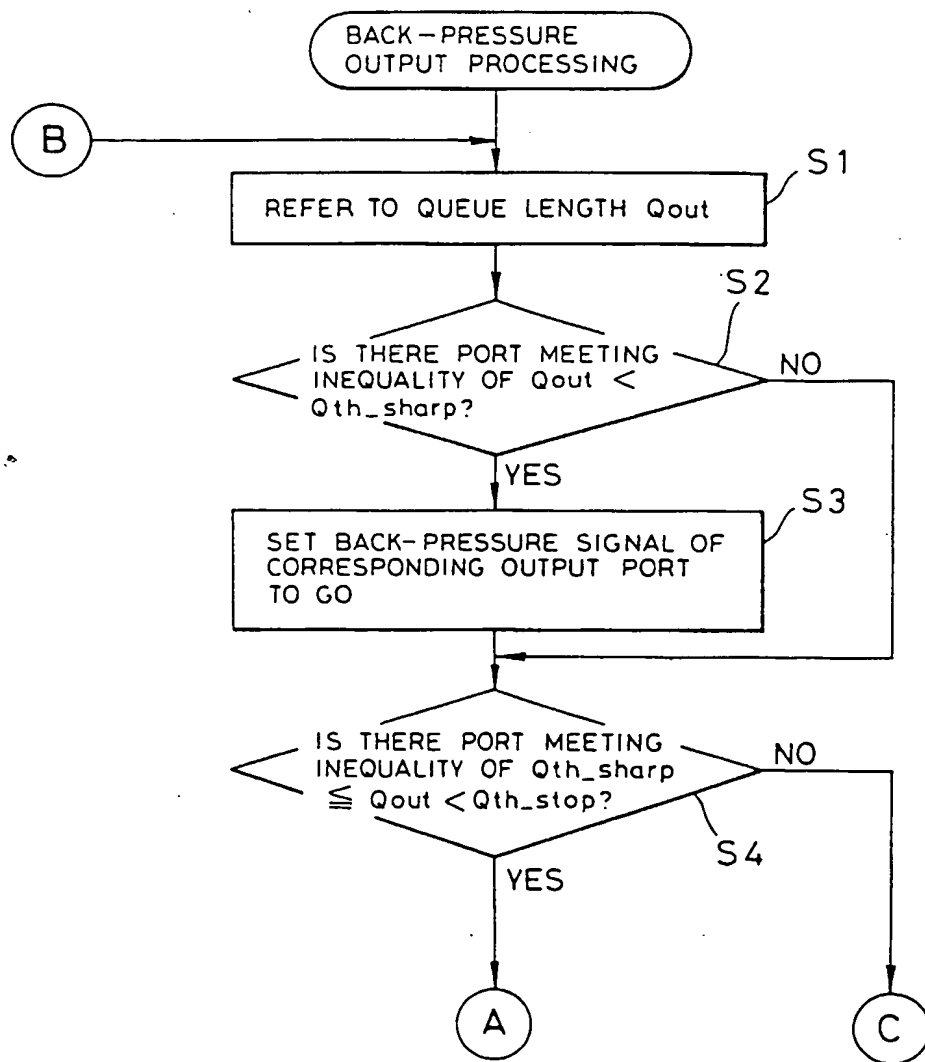 BACK-PRESSURE
OUTPUT PROCESSING
B
S1
REFER TO QUEUE LENGTH Qout
S2
IS THERE PORT MEETING
INEQUALITY OF Qout <
Qth_sharp?
NO
YES
S3
SET BACK-PRESSURE SIGNAL OF
CORRESPONDING OUTPUT PORT
TO GO
IS THERE PORT MEETING
INEQUALITY OF Qth_sharp
≦ Qout < Qth_stop?
NO
S4
YES
A
C